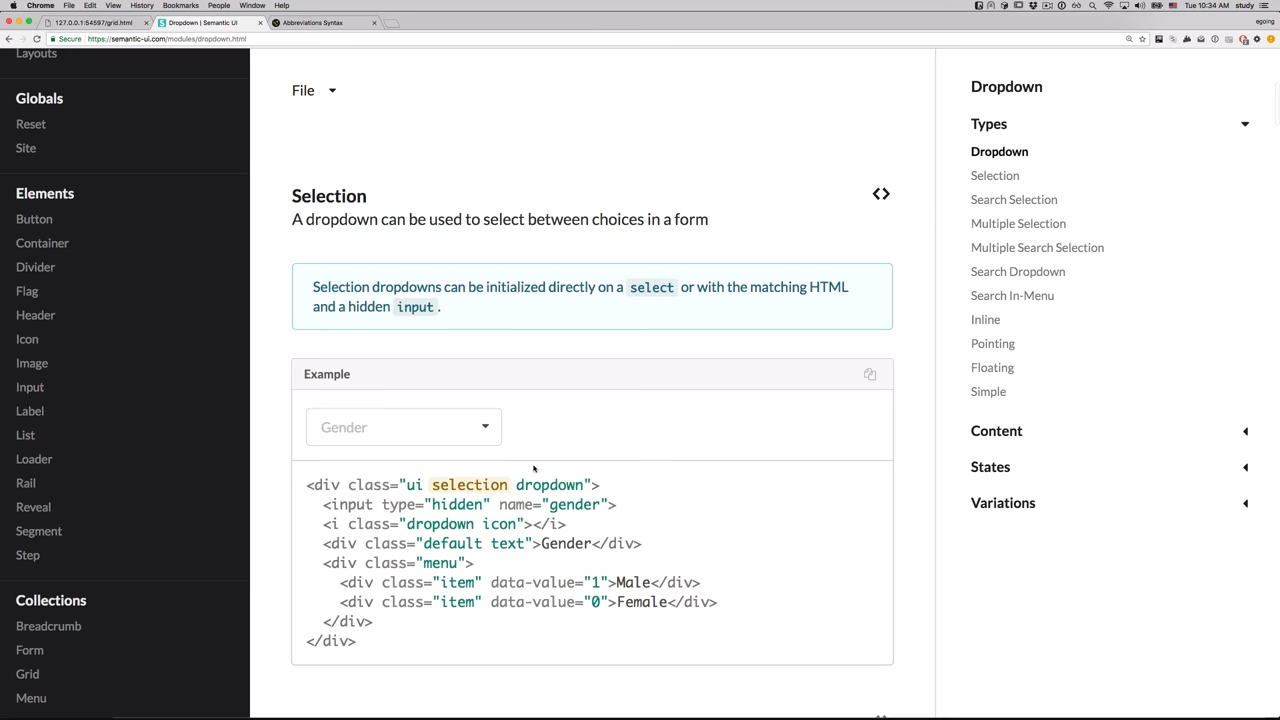 Chrome File Edit View History Bookmarks People Window Help
Tue 10:34 AM study
127.0.0.1:54597/grid.html
Dropdown | Semantic UI
Abbreviations Syntax
egoing
Secure
https://semantic-ui.com/modules/dropdown.html
Layouts
Globals
Reset
Site
Elements
Button
Container
Divider
Flag
Header
Icon
Image
Input
Label
List
Loader
Rail
Reveal
Segment
Step
Collections
Breadcrumb
Form
Grid
Menu
File
Selection
A dropdown can be used to select between choices in a form
Selection dropdowns can be initialized directly on a select or with the matching HTML
and a hidden input.
Example
Gender
<div class="ui selection dropdown">
  <input type="hidden" name="gender">
  <i class="dropdown icon"></i>
  <div class="default text">Gender</div>
  <div class="menu">
    <div class="item" data-value="1">Male</div>
    <div class="item" data-value="0">Female</div>
  </div>
</div>
Dropdown
Types
Dropdown
Selection
Search Selection
Multiple Selection
Multiple Search Selection
Search Dropdown
Search In-Menu
Inline
Pointing
Floating
Simple
Content
States
Variations